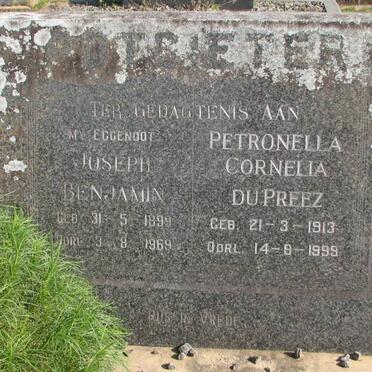 POTGIETER
TER GEDAGTENIS AAN
MY EGGENOOT
JOSEPH
BENJAMIN
GEB. 31-5-1899
OORL. 3-8-1969
PETRONELLA
CORNELIA
DU PREEZ
GEB. 21-3-1913
OORL. 14-8-1999
RUS IN VREDE